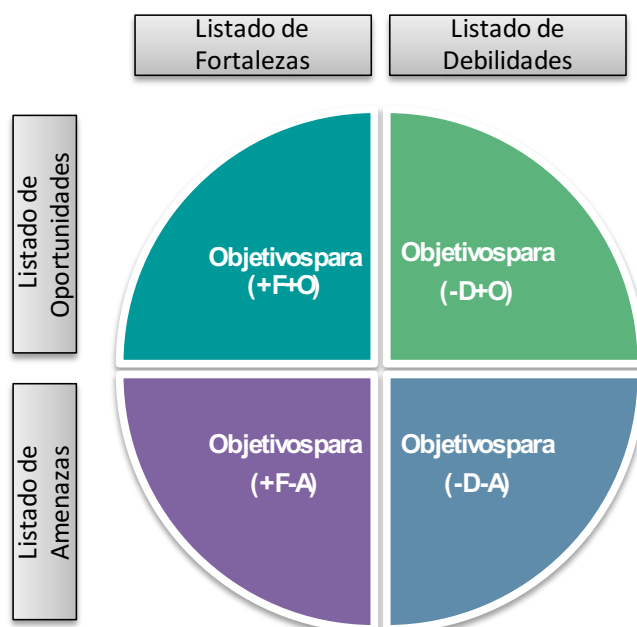 Listado de
Fortalezas
Listado de
Debilidades
Listado de
Oportunidades
Objetivospara
(+F+O)
Objetivospara
(-D+O)
Listado de
Amenazas
Objetivospara
(+F-A)
Objetivospara
(-D-A)